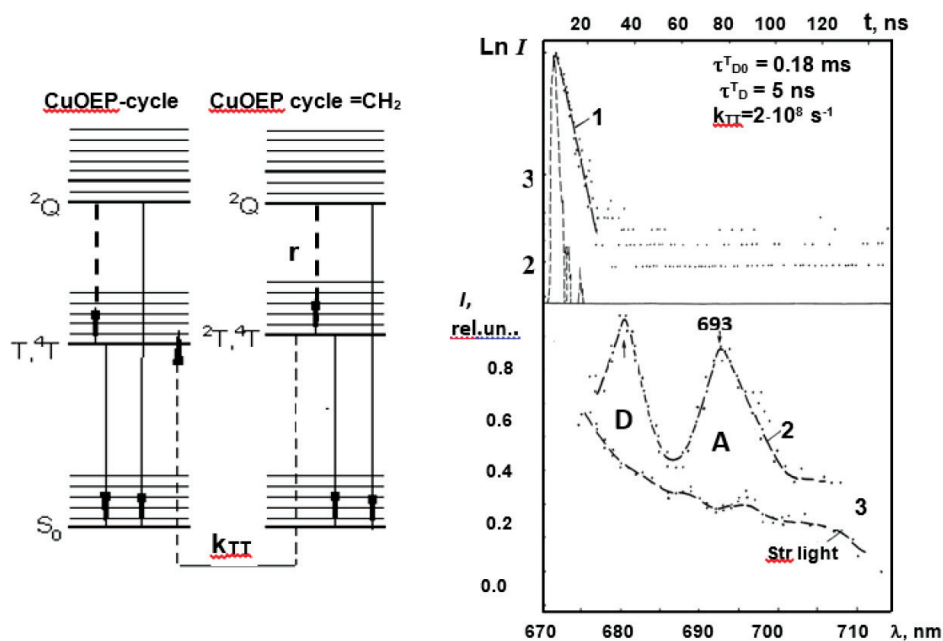 CuOEP-cycle
CuOEP cycle =CH₂
²Q
²Q
r
T,⁴T
²T,⁴T
S₀
kTT
20 40 60 80 100 120 t, ns
Ln I
τᵀD0 = 0.18 ms
τᵀD = 5 ns
kTT=2·10⁸ s⁻¹
1
3
2
I,
rel.un..
693
0.8
0.6
D
A
2
0.4
3
0.2
Str light
0.0
670 680 690 700 710 λ, nm